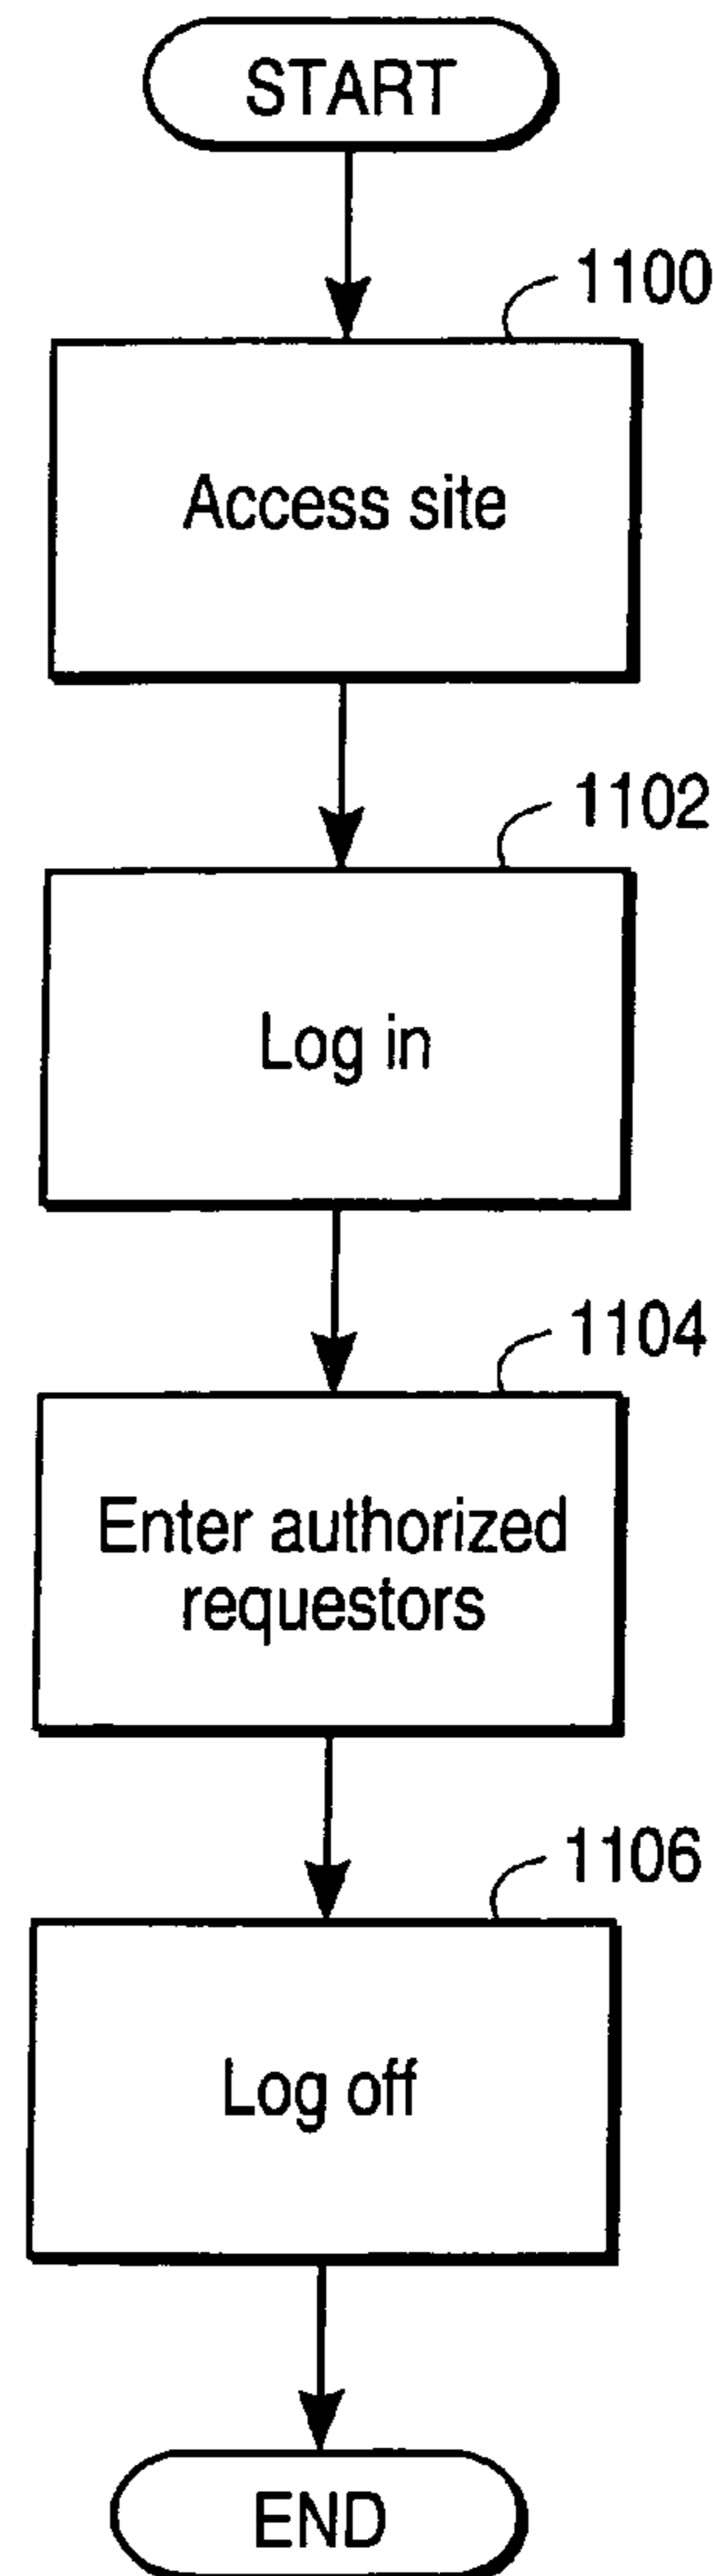 START
1100
Access site
1102
Log in
1104
Enter authorized
requestors
1106
Log off
END